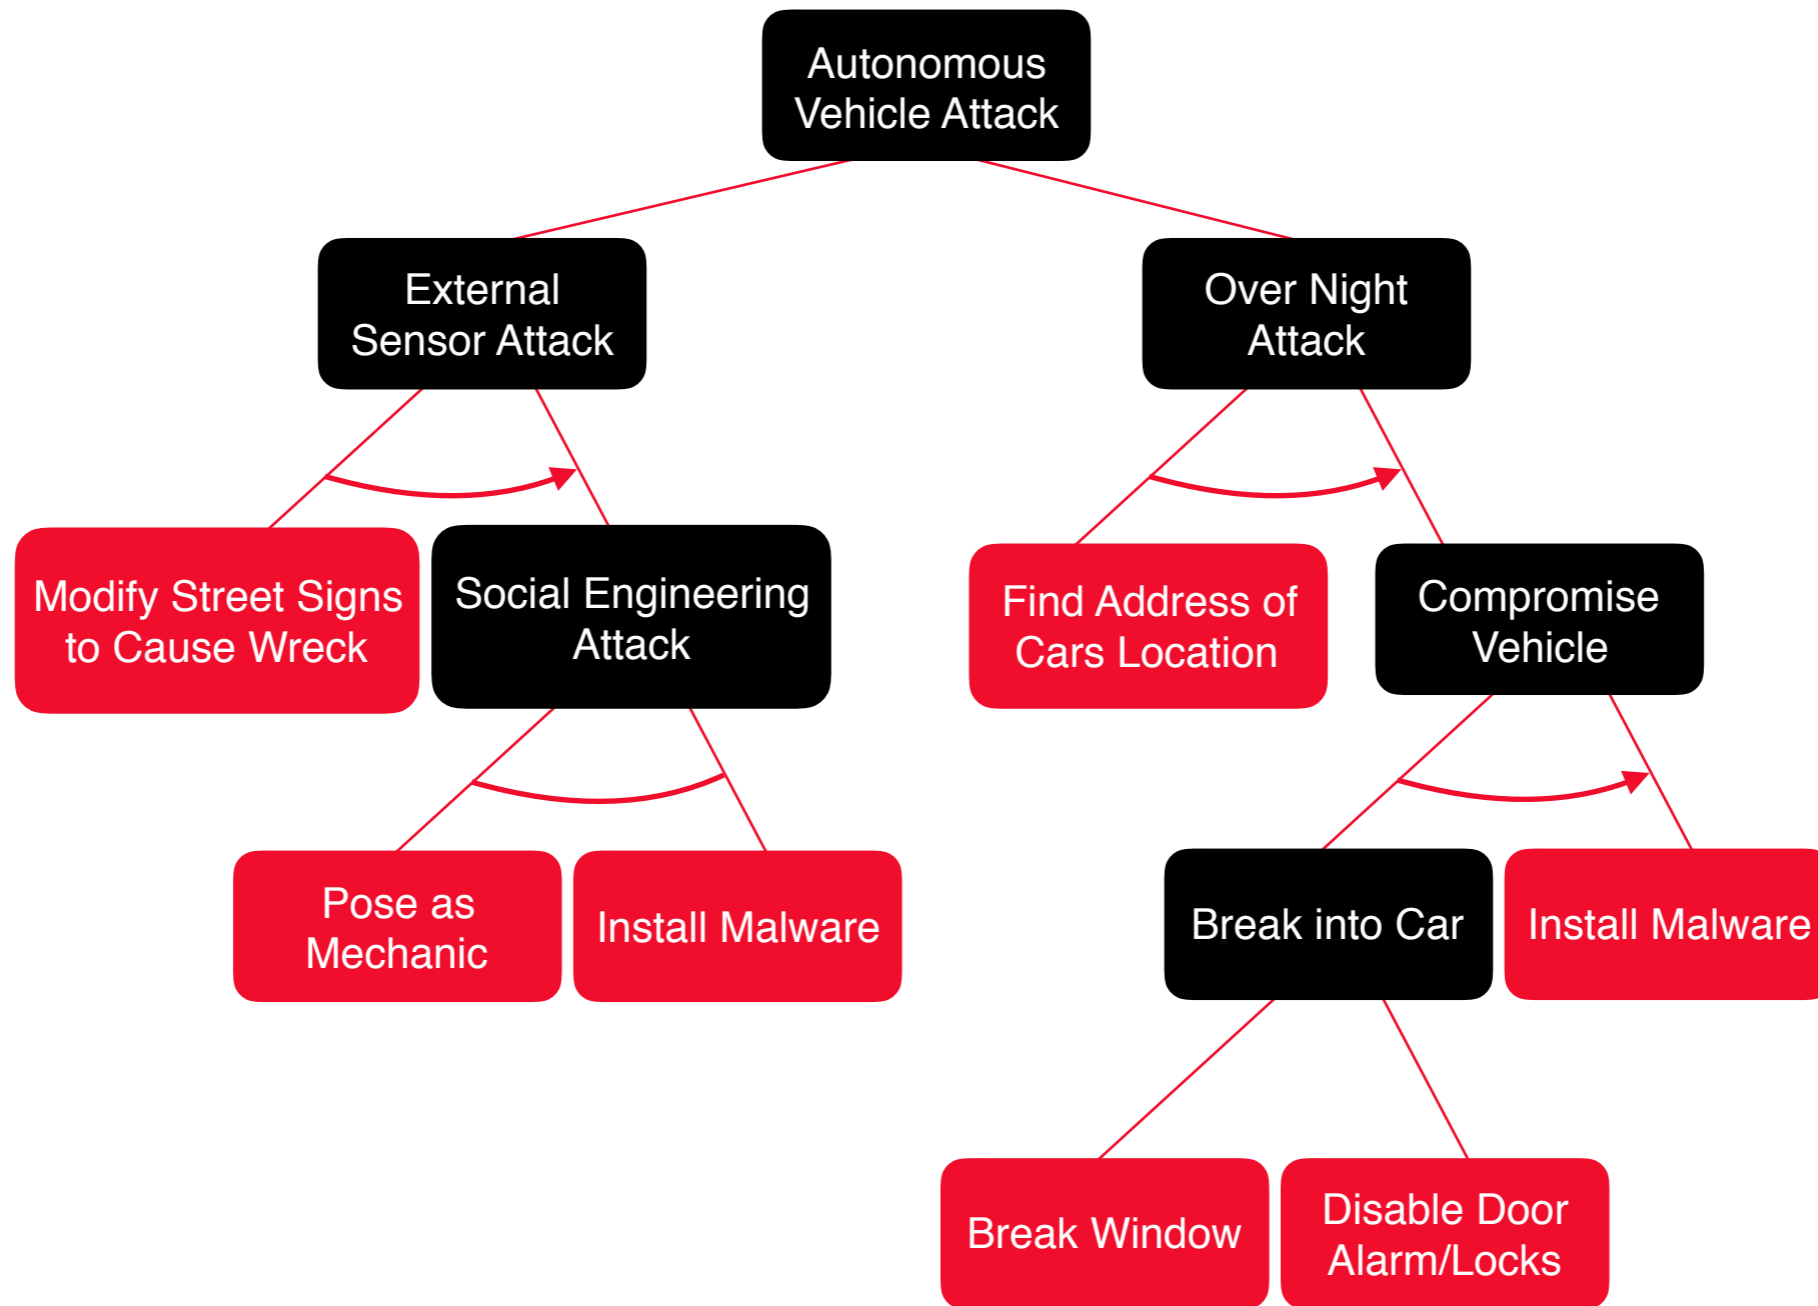 Autonomous
Vehicle Attack
External
Sensor Attack
Over Night
Attack
Modify Street Signs
to Cause Wreck
Social Engineering
Attack
Find Address of
Cars Location
Compromise
Vehicle
Pose as
Mechanic
Install Malware
Break into Car
Install Malware
Break Window
Disable Door
Alarm/Locks